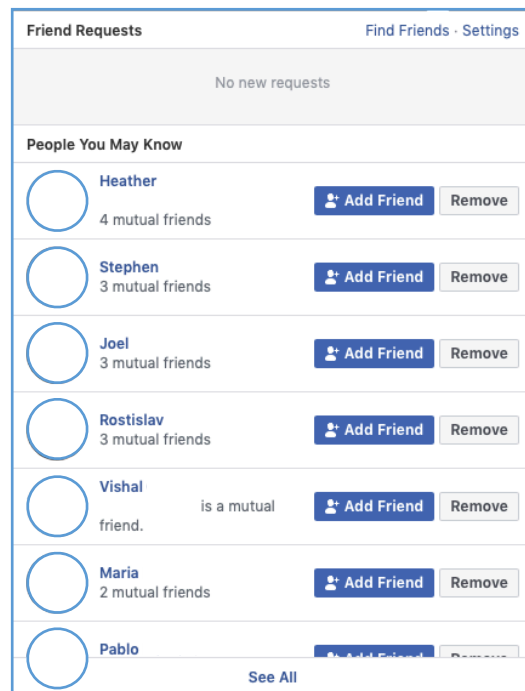 Friend Requests Find Friends · Settings
No new requests
People You May Know
Heather
4 mutual friends
Add Friend Remove
Stephen
3 mutual friends
Add Friend Remove
Joel
3 mutual friends
Add Friend Remove
Rostislav
3 mutual friends
Add Friend Remove
Vishal
is a mutual
friend.
Add Friend Remove
Maria
2 mutual friends
Add Friend Remove
Pablo
See All